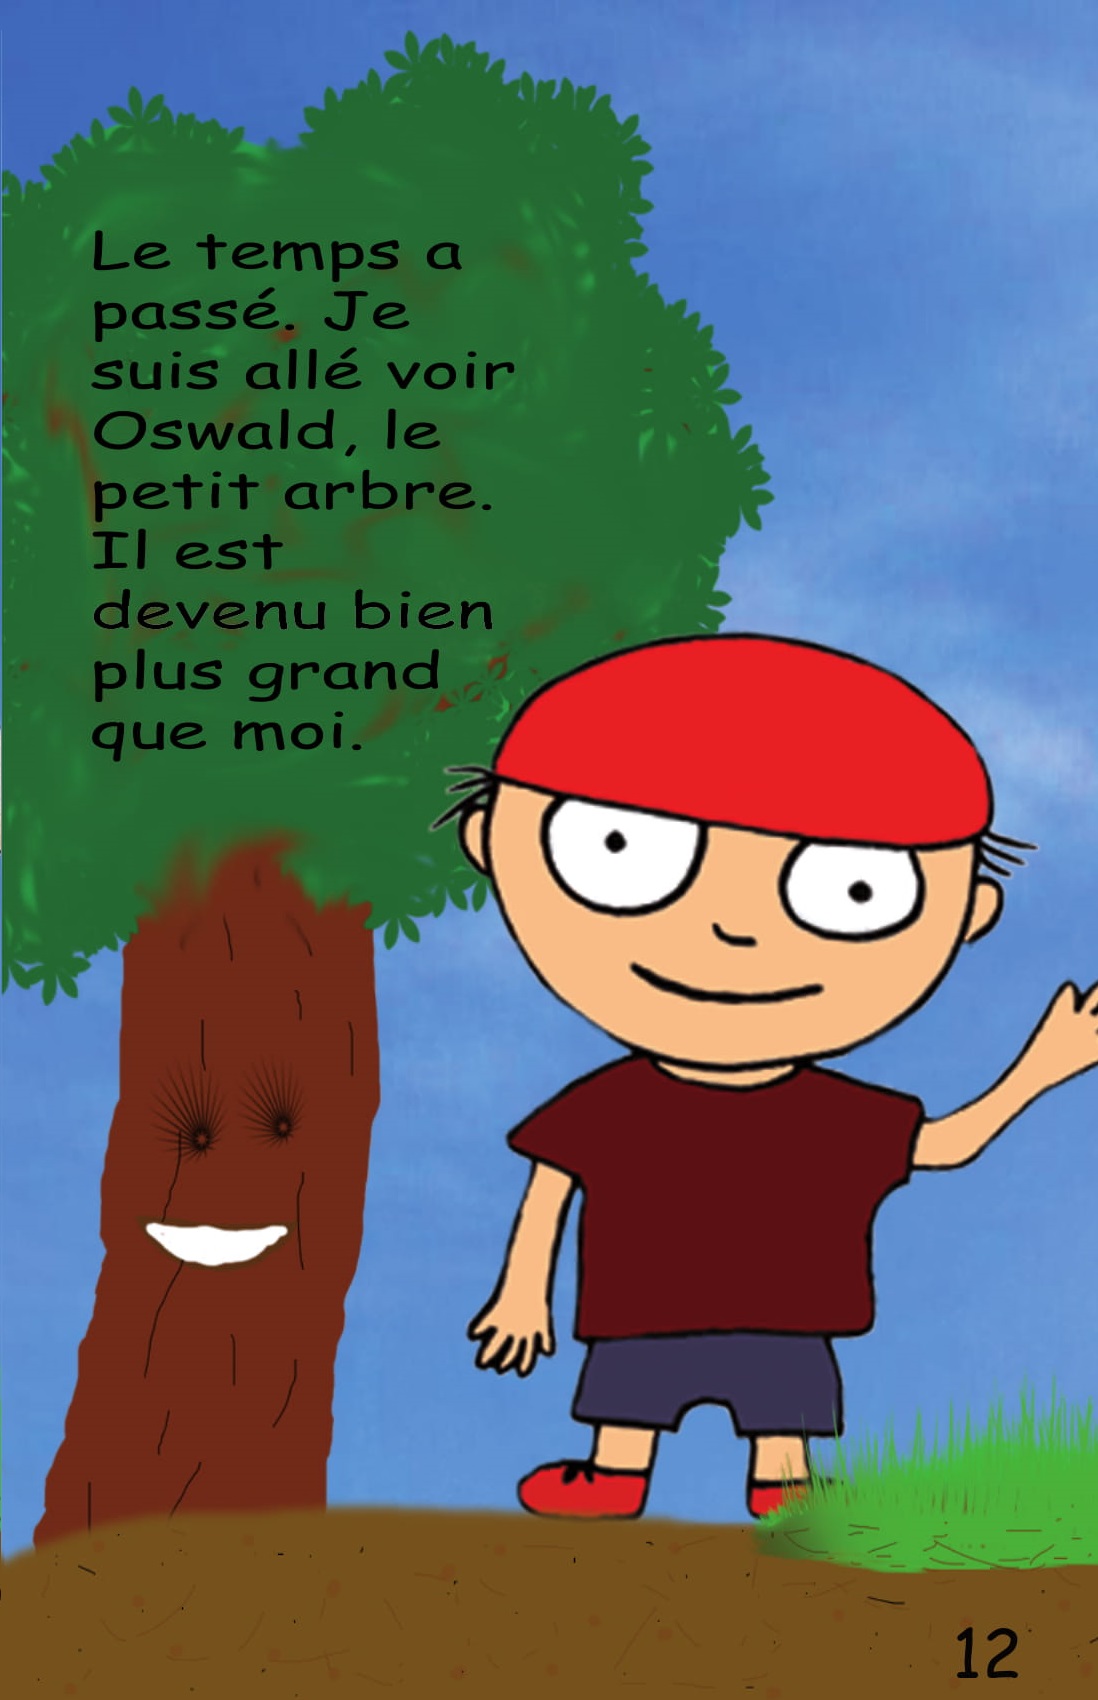 Le temps a
passé. Je
suis allé voir
Oswald, le
petit arbre.
Il est
devenu bien
plus grand
que moi.
12